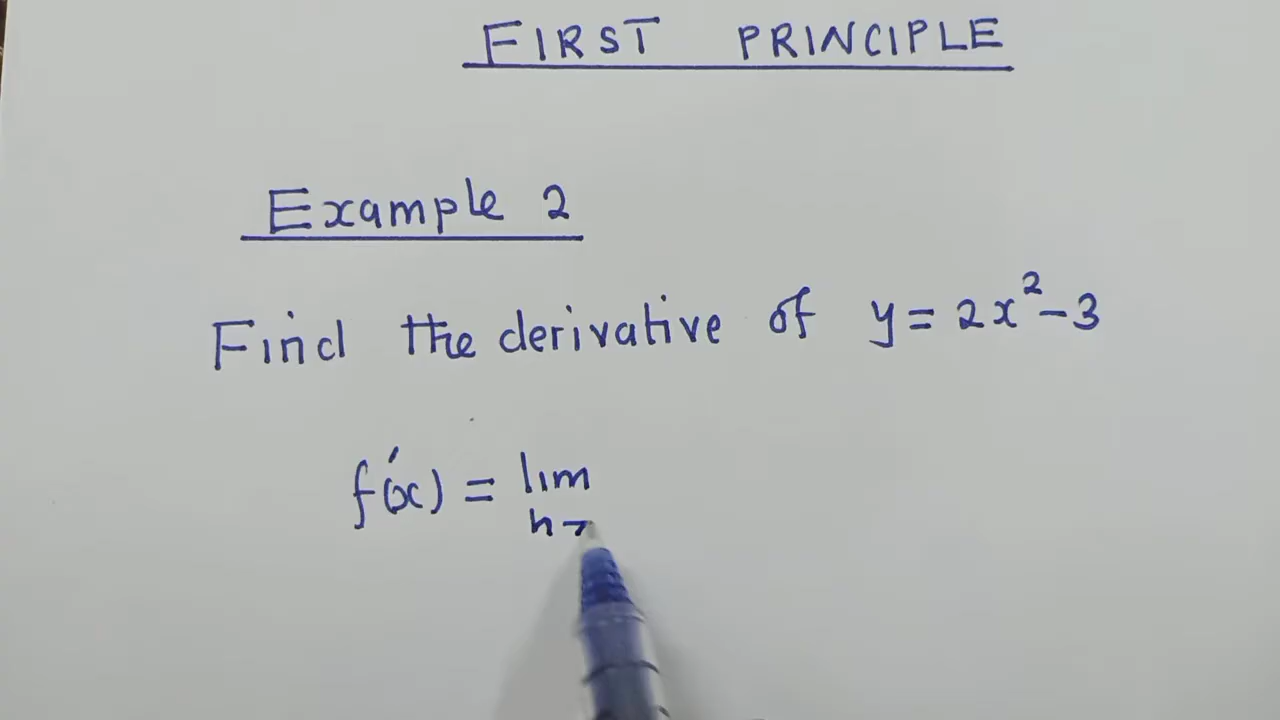 FIRST PRINCIPLE
Example 2
Find the derivative of y = 2x² - 3
f'(x) = lim
h→